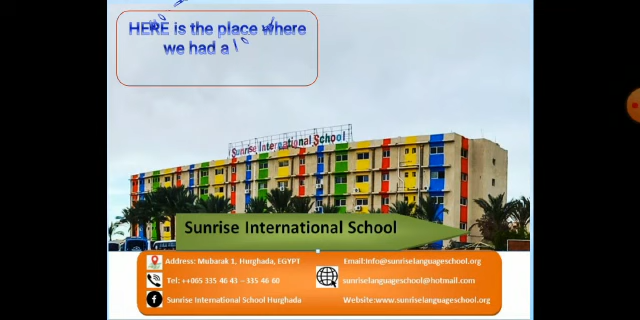 HERE is the place where
we had a
Sunrise International School
Sunrise International School
Address: Mubarak 1, Hurghada, EGYPT
Email:Info@sunriselanguageschool.org
Tel: ++065 335 46 43 – 335 46 60
sunriselanguageschool@hotmail.com
Sunrise International School Hurghada
Website:www.sunriselanguageschool.org